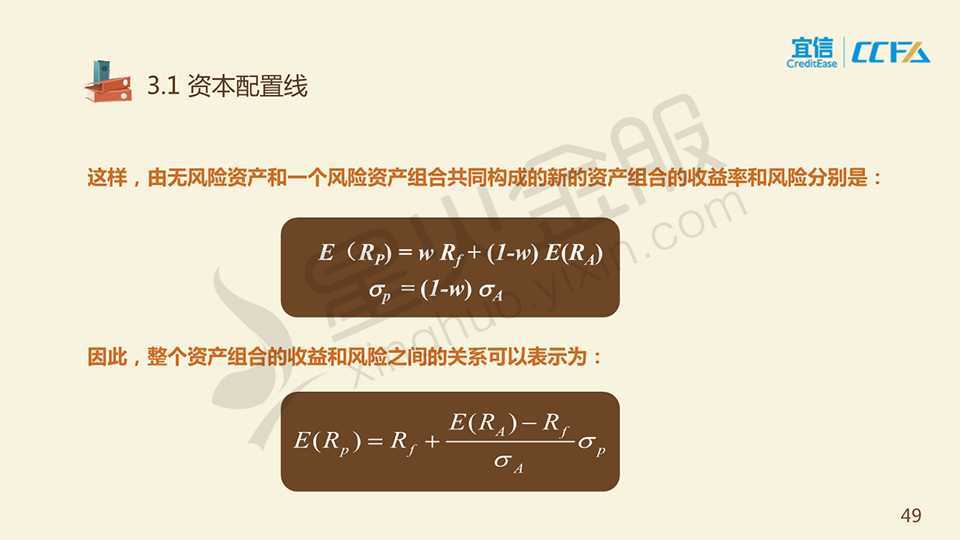 宜信
CreditEase
CCFA
3.1 资本配置线
这样，由无风险资产和一个风险资产组合共同构成的新的资产组合的收益率和风险分别是：
E（R_P) = w R_f + (1-w) E(R_A)
σ_p = (1-w) σ_A
因此，整个资产组合的收益和风险之间的关系可以表示为：
E(R_p) = R_f + \frac{E(R_A) - R_f}{σ_A} σ_p
星火金服
xinghuo.yixin.com
49